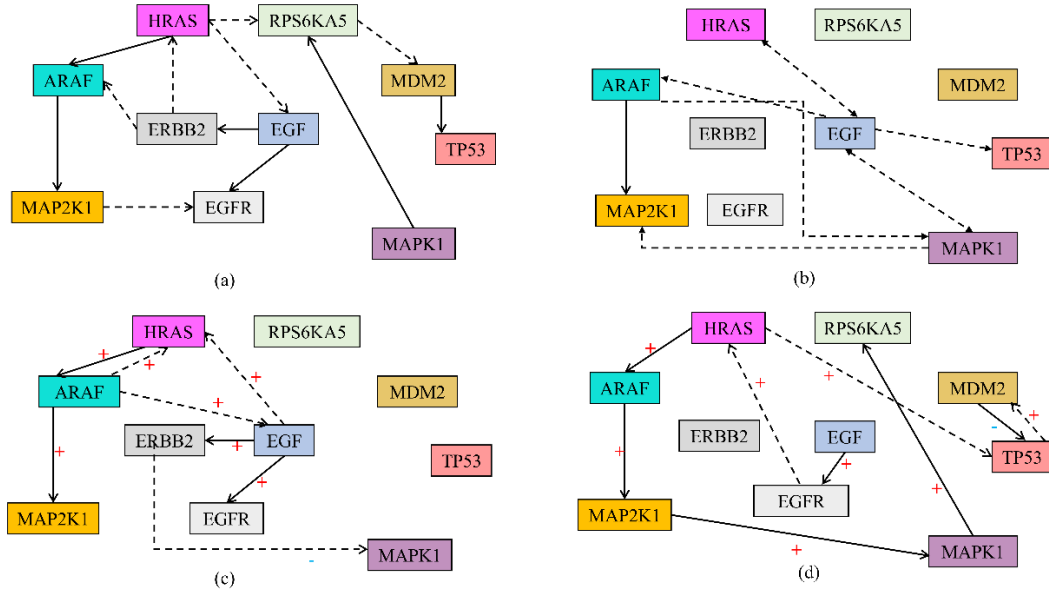 HRAS RPS6KA5
ARAF MDM2
ERBB2 EGF
TP53
MAP2K1 EGFR
MAPK1
(a)
HRAS RPS6KA5
ARAF MDM2
ERBB2 EGF
TP53
MAP2K1 EGFR
MAPK1
(b)
HRAS RPS6KA5
+ + +
ARAF MDM2
+
ERBB2 + EGF
+ TP53
+
MAP2K1 EGFR
MAPK1
-
(c)
HRAS RPS6KA5
+ +
ARAF MDM2
+ +
-
ERBB2 EGF
+ TP53
+
MAP2K1 EGFR
+
+ MAPK1
(d)